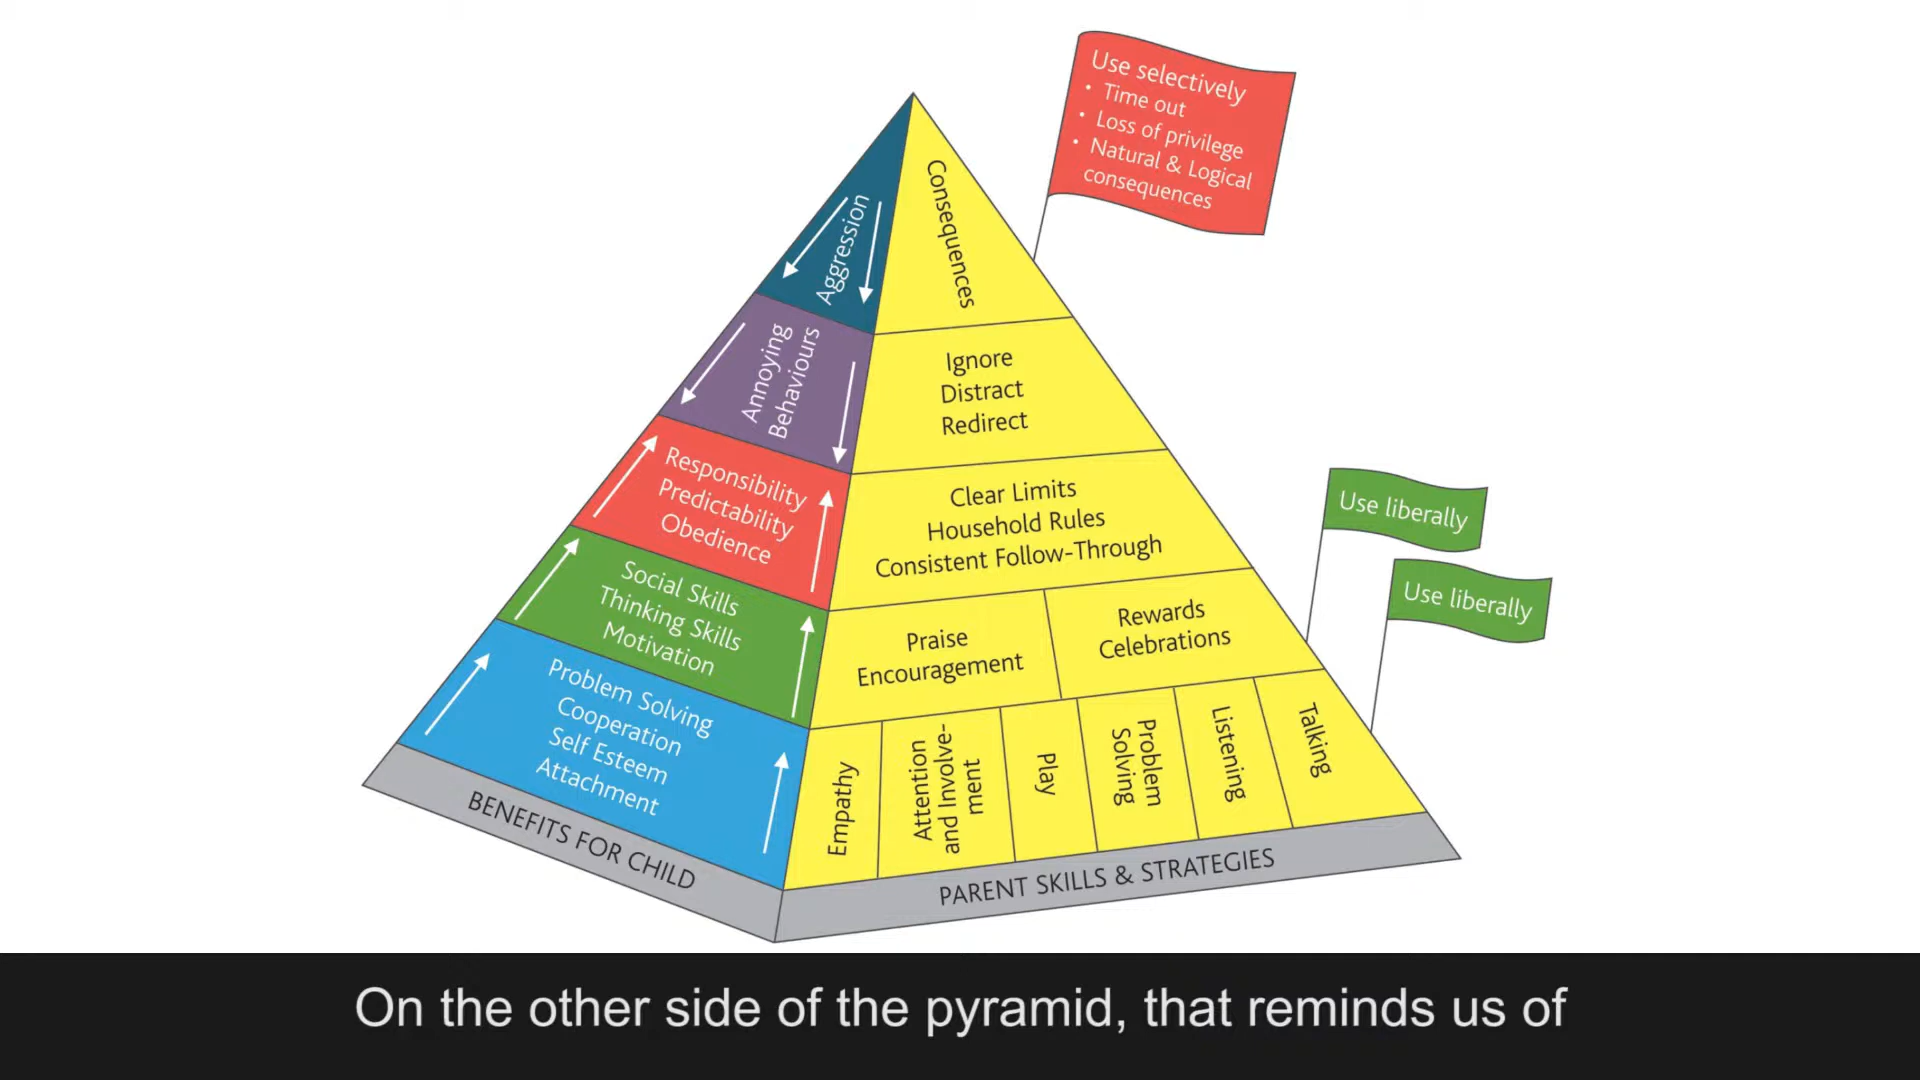 Use selectively
• Time out
• Loss of privilege
• Natural & Logical
consequences
Aggression
Consequences
Annoying
Behaviours
Ignore
Distract
Redirect
Responsibility
Predictability
Obedience
Clear Limits
Household Rules
Consistent Follow-Through
Use liberally
Use liberally
Social Skills
Thinking Skills
Motivation
Praise
Encouragement
Rewards
Celebrations
Problem Solving
Cooperation
Self Esteem
Attachment
Empathy
Attention
and Involve-
ment
Play
Problem
Solving
Listening
Talking
BENEFITS FOR CHILD
PARENT SKILLS & STRATEGIES
On the other side of the pyramid, that reminds us of